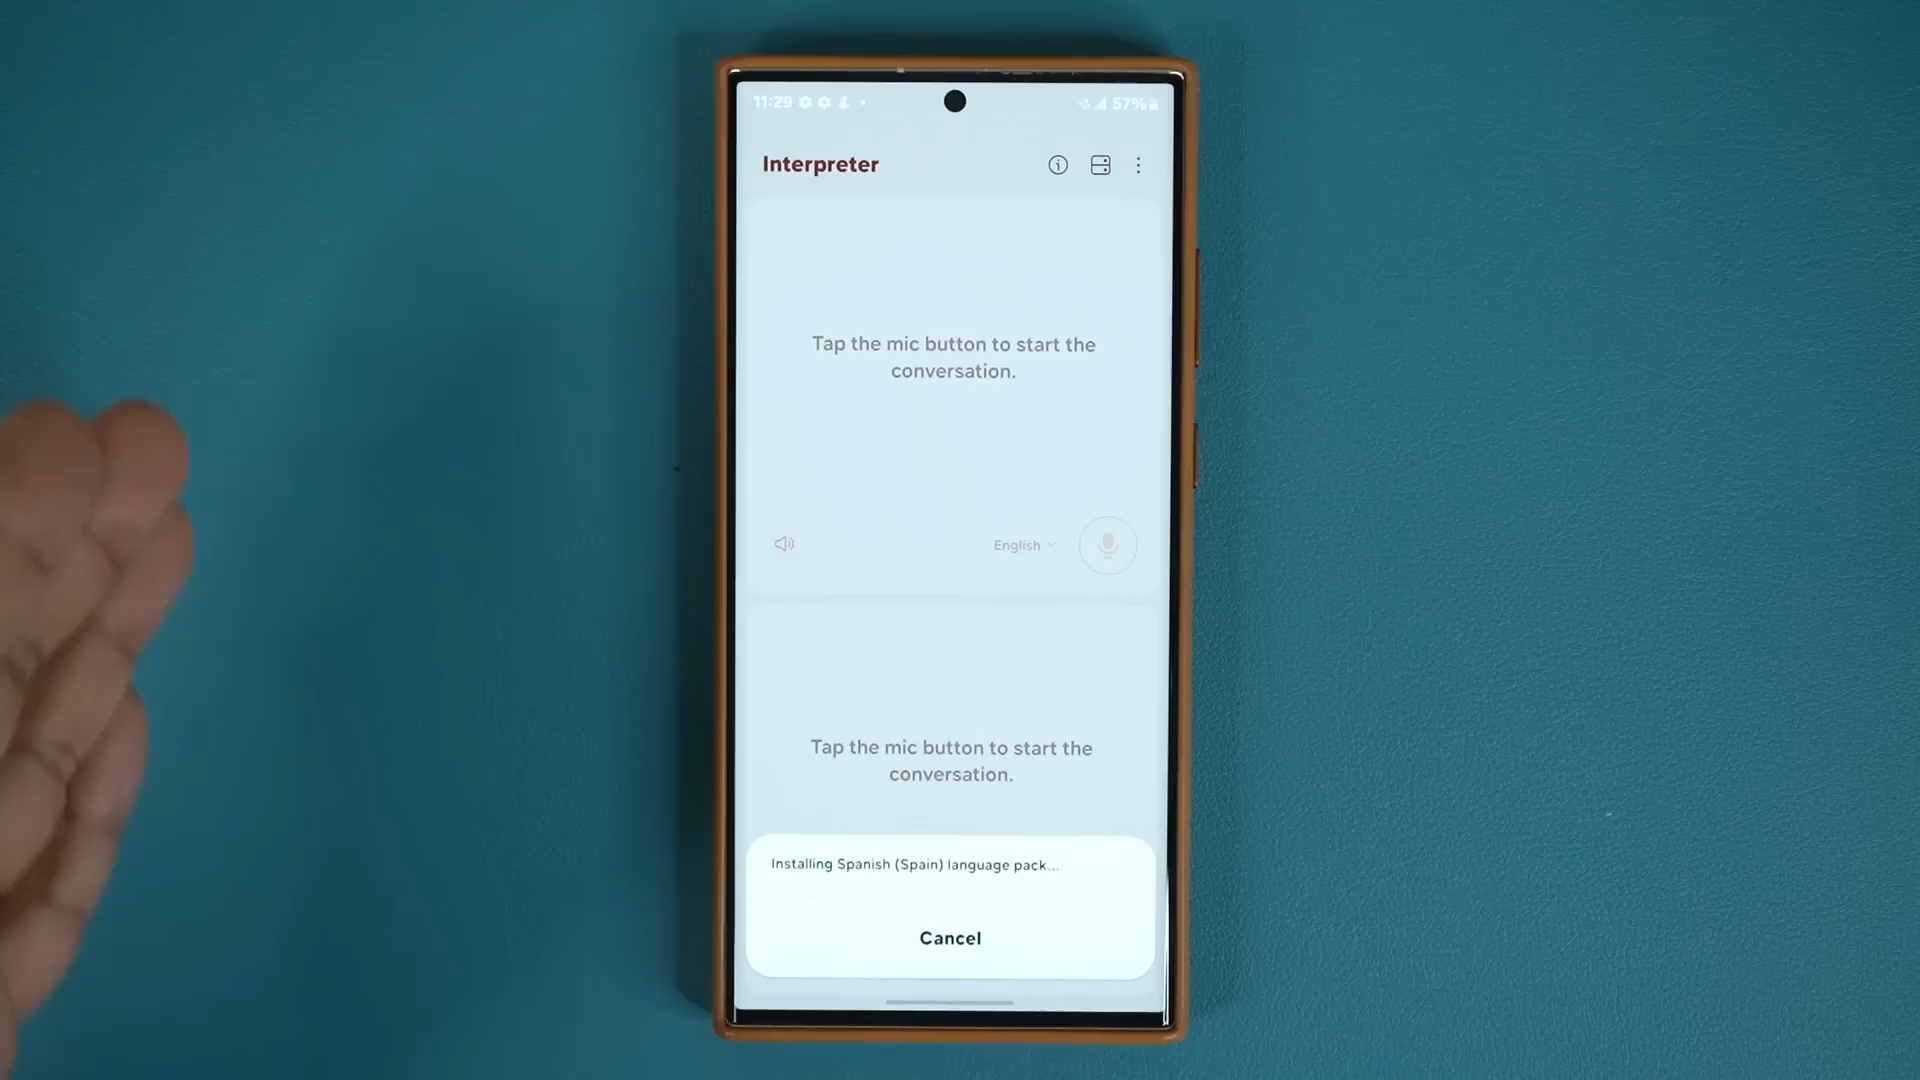 11:29
57%
Interpreter
Tap the mic button to start the
conversation.
English
Tap the mic button to start the
conversation.
Installing Spanish (Spain) language pack...
Cancel